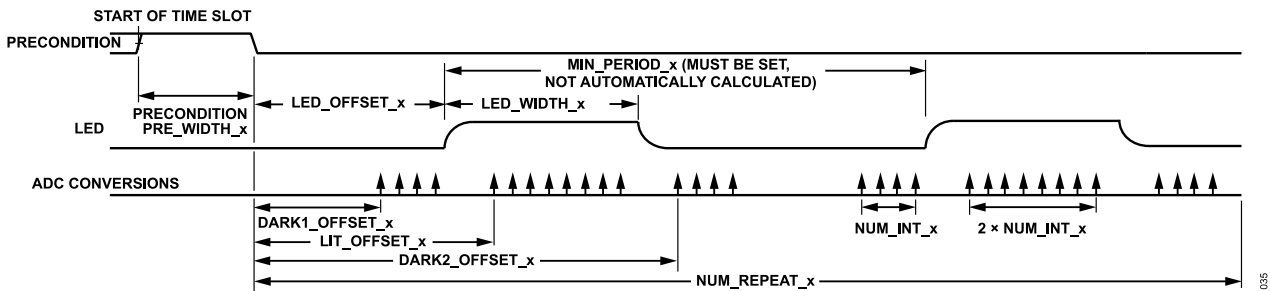 START OF TIME SLOT
PRECONDITION
MIN_PERIOD_x (MUST BE SET,
NOT AUTOMATICALLY CALCULATED)
LED_OFFSET_x
LED_WIDTH_x
PRECONDITION
PRE_WIDTH_x
LED
ADC CONVERSIONS
DARK1_OFFSET_x
NUM_INT_x
2 × NUM_INT_x
LIT_OFFSET_x
DARK2_OFFSET_x
NUM_REPEAT_x
035